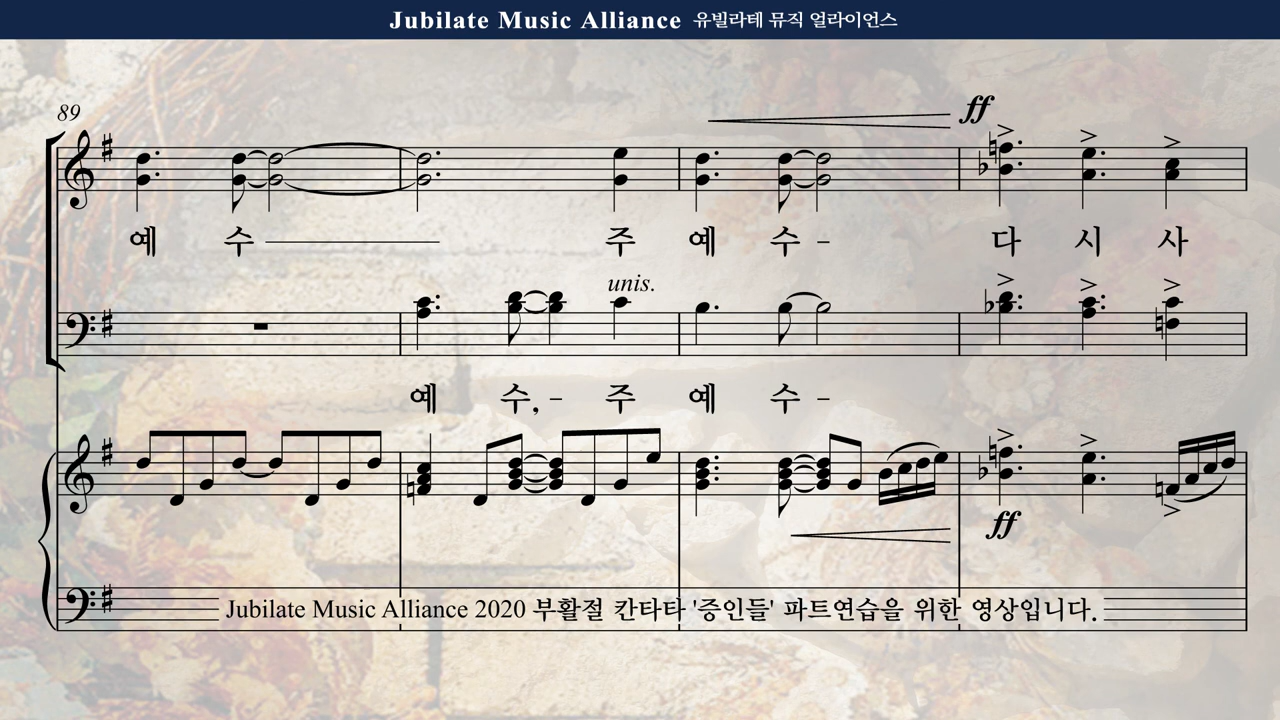 Jubilate Music Alliance 유빌라테 뮤직 얼라이언스
89
ff
예 수 주 예 수 - 다 시 사
unis.
예 수, - 주 예 수 -
ff
Jubilate Music Alliance 2020 부활절 칸타타 '증인들' 파트연습을 위한 영상입니다.